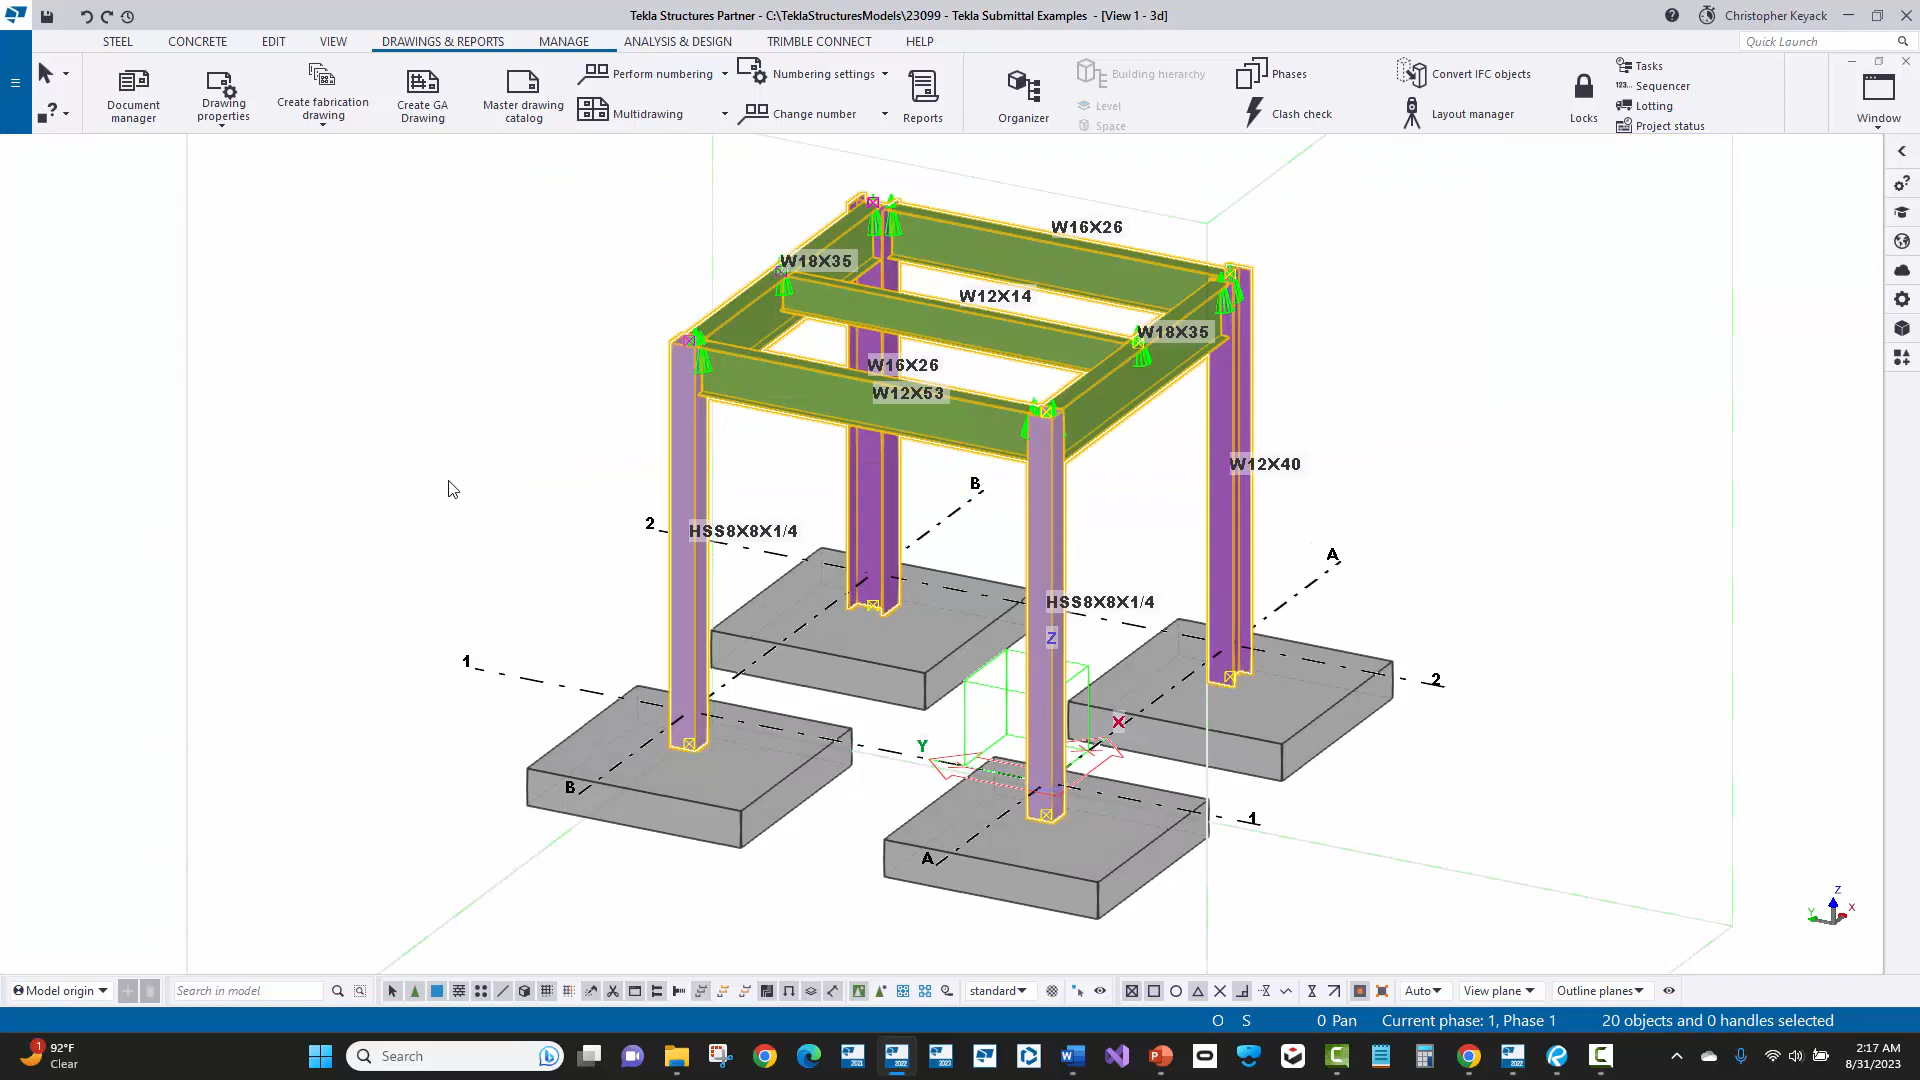 Tekla Structures Partner - C:\TeklaStructuresModels\23099 - Tekla Submittal Examples - [View 1 - 3d]
Christopher Keyack
STEEL CONCRETE EDIT VIEW DRAWINGS & REPORTS MANAGE ANALYSIS & DESIGN TRIMBLE CONNECT HELP
Quick Launch
Document manager
Drawing properties
Create fabrication drawing
Create GA Drawing
Master drawing catalog
Perform numbering
Multidrawing
Numbering settings
Change number
Reports
Organizer
Building hierarchy
Level
Space
Phases
Clash check
Convert IFC objects
Layout manager
Locks
Tasks
Sequencer
Lotting
Project status
Window
W16X26
W18X35
W12X14
W18X35
W16X26
W12X53
W12X40
B
2
HSS8X8X1/4
A
HSS8X8X1/4
Z
1
2
X
Y
B
1
A
Z
Y
X
Model origin
Search in model
standard
Auto
View plane
Outline planes
O S 0 Pan Current phase: 1, Phase 1 20 objects and 0 handles selected
1
92°F
Clear
Search
2021
2022
2023
2022
2:17 AM
8/31/2023